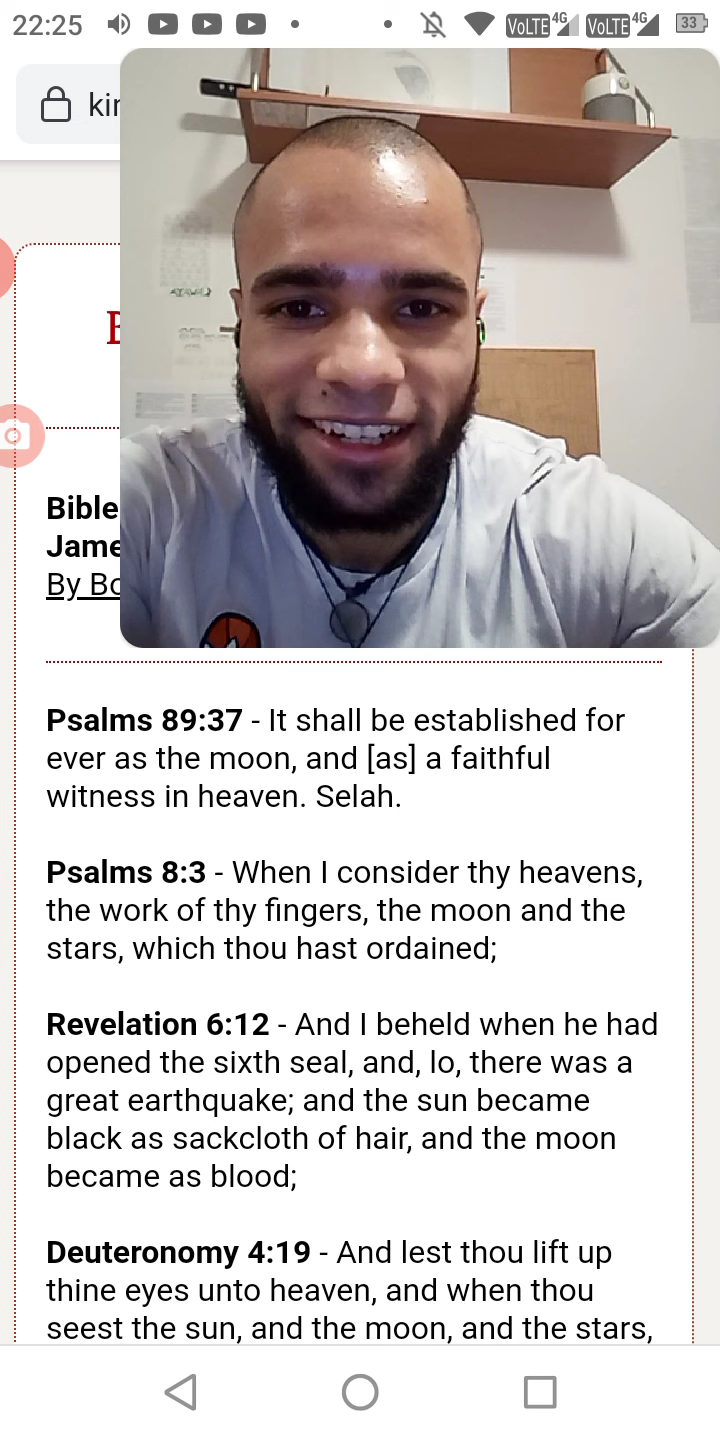 22:25
VoLTE 4G VoLTE 4G 33
Bible
By
Psalms 89:37 - It shall be established for
ever as the moon, and [as] a faithful
witness in heaven. Selah.
Psalms 8:3 - When I consider thy heavens,
the work of thy fingers, the moon and the
stars, which thou hast ordained;
Revelation 6:12 - And I beheld when he had
opened the sixth seal, and, lo, there was a
great earthquake; and the sun became
black as sackcloth of hair, and the moon
became as blood;
Deuteronomy 4:19 - And lest thou lift up
thine eyes unto heaven, and when thou
seest the sun, and the moon, and the stars,